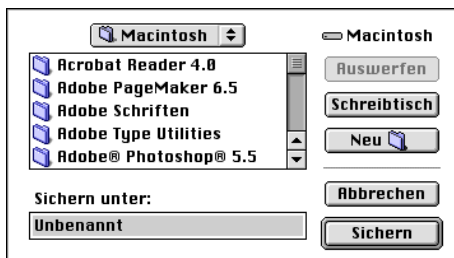 Macintosh
Macintosh
Acrobat Reader 4.0
Adobe PageMaker 6.5
Adobe Schriften
Adobe Type Utilities
Adobe® Photoshop® 5.5
Auswerfen
Schreibtisch
Neu
Sichern unter:
Unbenannt
Abbrechen
Sichern